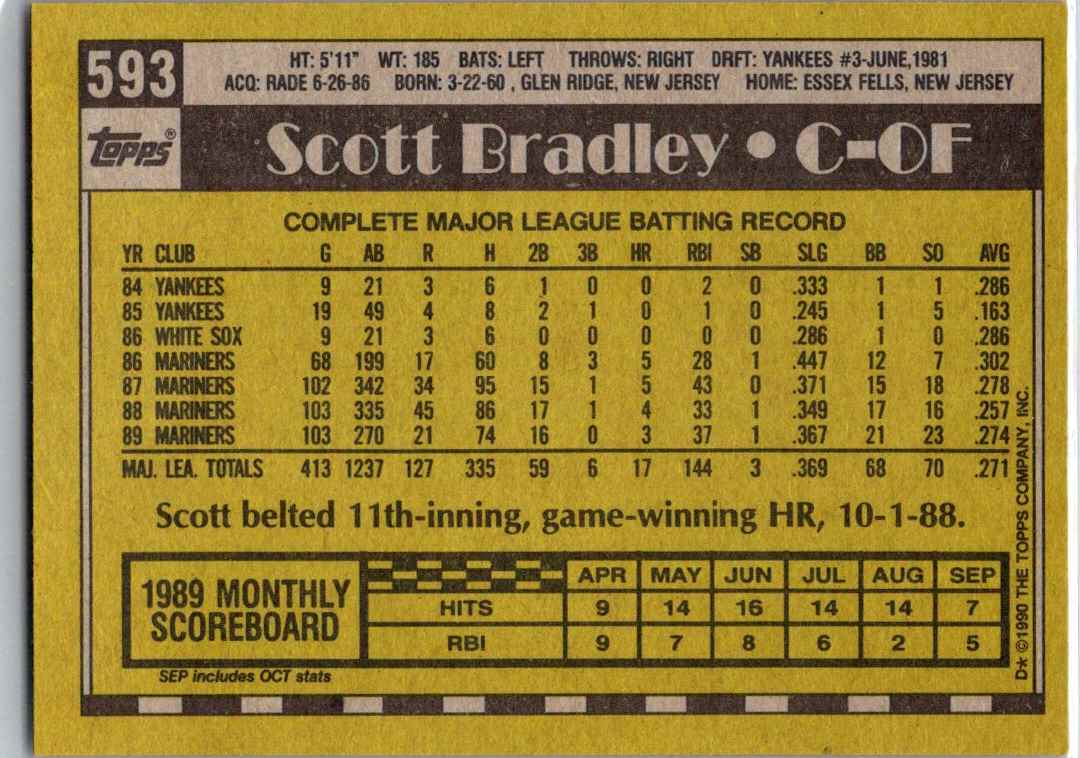 593
HT: 5'11" WT: 185 BATS: LEFT THROWS: RIGHT DRFT: YANKEES #3-JUNE,1981
ACQ: RADE 6-26-86 BORN: 3-22-60 , GLEN RIDGE, NEW JERSEY HOME: ESSEX FELLS, NEW JERSEY
Topps®
Scott Bradley • C-OF
COMPLETE MAJOR LEAGUE BATTING RECORD
YR CLUB G AB R H 2B 3B HR RBI SB SLG BB SO AVG
84 YANKEES 9 21 3 6 1 0 0 2 0 .333 1 1 .286
85 YANKEES 19 49 4 8 2 1 0 1 0 .245 1 5 .163
86 WHITE SOX 9 21 3 6 0 0 0 0 0 .286 1 0 .286
86 MARINERS 68 199 17 60 8 3 5 28 1 .447 12 7 .302
87 MARINERS 102 342 34 95 15 1 5 43 0 .371 15 18 .278
88 MARINERS 103 335 45 86 17 1 4 33 1 .349 17 16 .257
89 MARINERS 103 270 21 74 16 0 3 37 1 .367 21 23 .274
MAJ. LEA. TOTALS 413 1237 127 335 59 6 17 144 3 .369 68 70 .271
Scott belted 11th-inning, game-winning HR, 10-1-88.
1989 MONTHLY
SCOREBOARD
APR MAY JUN JUL AUG SEP
HITS 9 14 16 14 14 7
RBI 9 7 8 6 2 5
SEP includes OCT stats
D* ©1990 THE TOPPS COMPANY, INC.